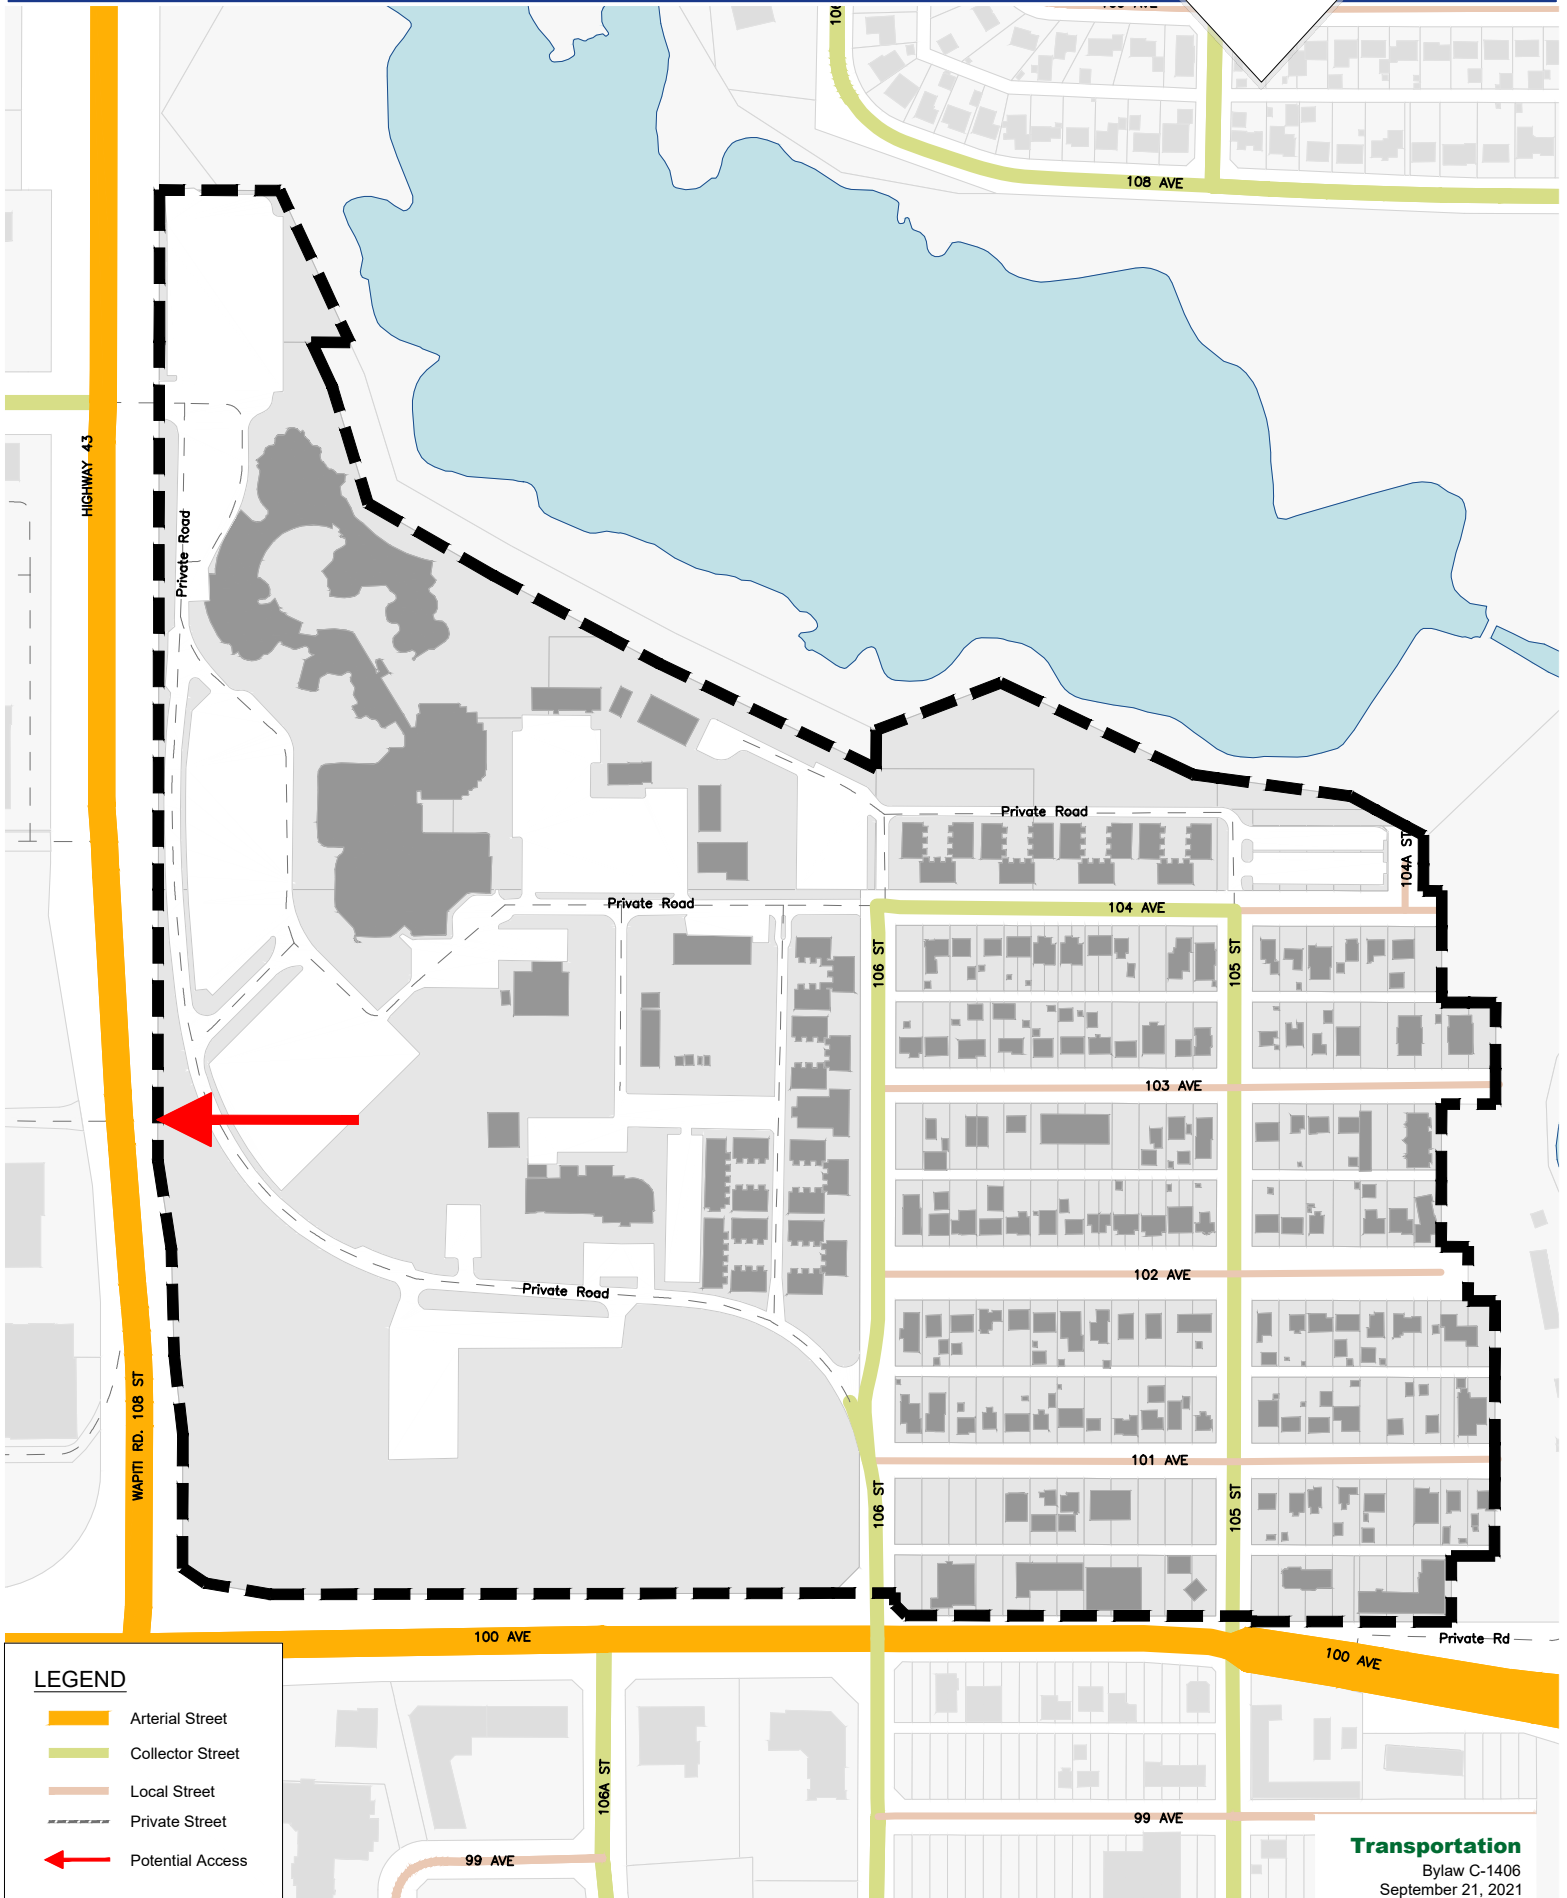 108 AVE
HIGHWAY 43
Private Road
Private Road
104A ST
Private Road
104 AVE
106 ST
105 ST
103 AVE
102 AVE
Private Road
WAPITI RD. 108 ST
101 AVE
106 ST
105 ST
100 AVE
Private Rd
100 AVE
LEGEND
Arterial Street
Collector Street
Local Street
Private Street
Potential Access
106A ST
99 AVE
99 AVE
Transportation
Bylaw C-1406
September 21, 2021